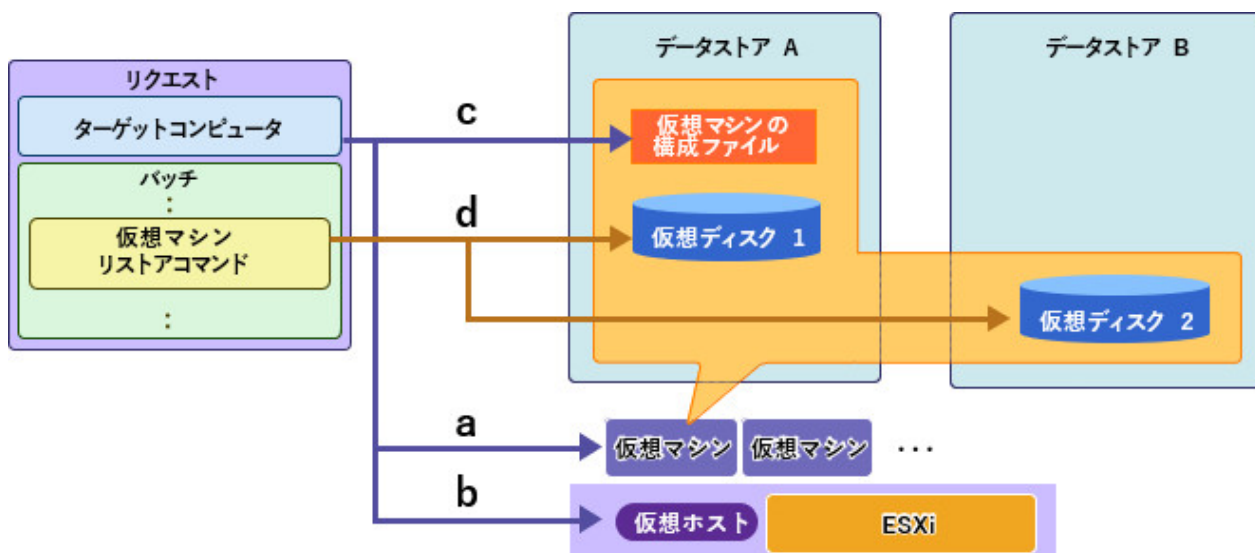 リクエスト
ターゲットコンピュータ
バッチ
:
仮想マシン
リストアコマンド
:
c
d
a
b
データストア A
仮想マシンの
構成ファイル
仮想ディスク 1
データストア B
仮想ディスク 2
仮想マシン 仮想マシン ...
仮想ホスト ESXi